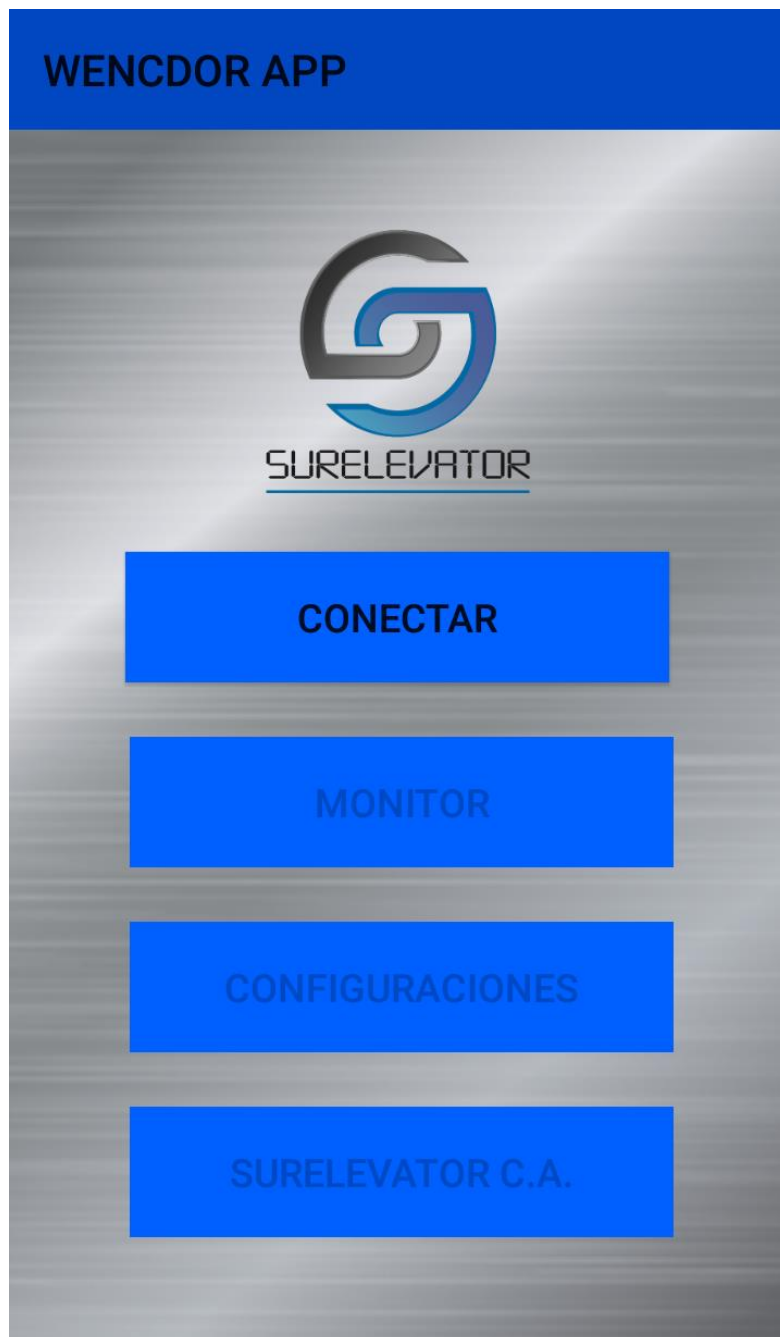 WENCDOR APP
SURELEVATOR
CONECTAR
MONITOR
CONFIGURACIONES
SURELEVATOR C.A.